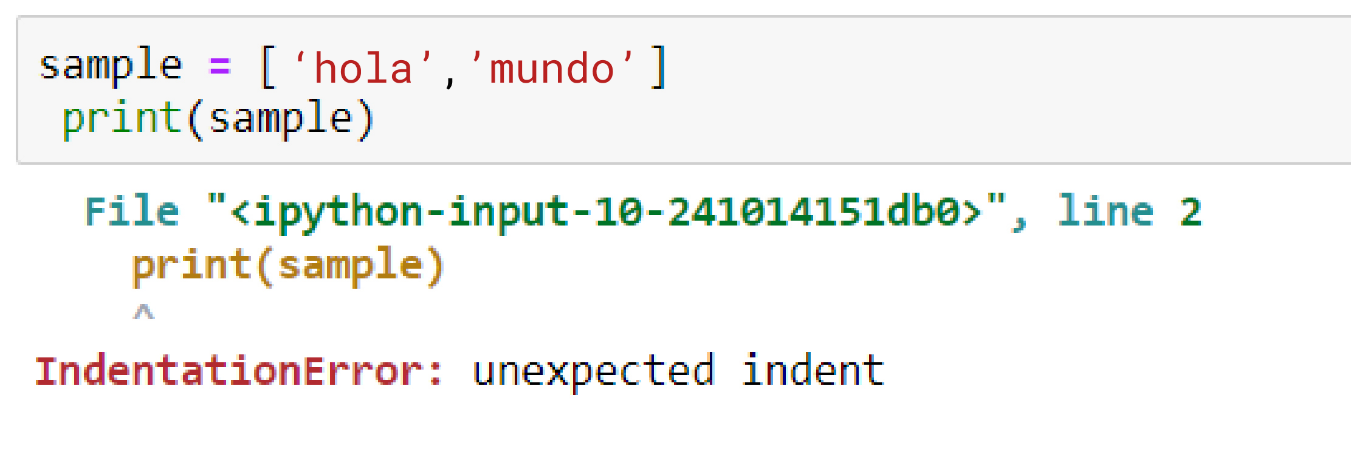 sample = [ ‘hola’,’mundo’ ]
 print(sample)
File "<ipython-input-10-241014151db0>", line 2
print(sample)
^
IndentationError: unexpected indent